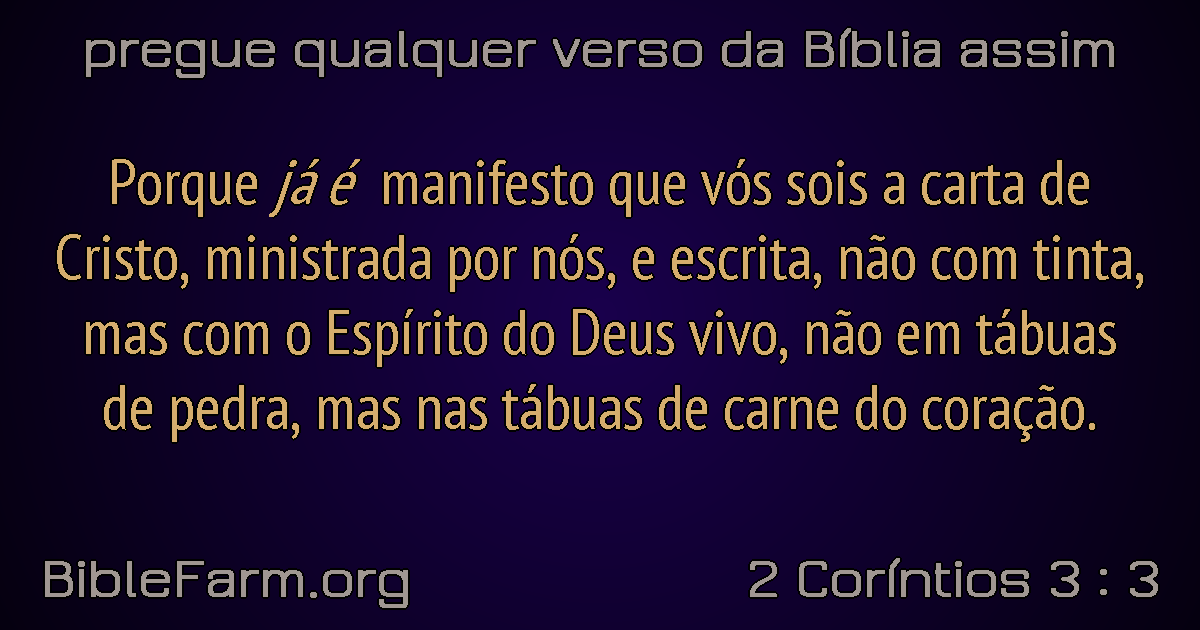 pregue qualquer verso da Bíblia assim
Porque já é manifesto que vós sois a carta de
Cristo, ministrada por nós, e escrita, não com tinta,
mas com o Espírito do Deus vivo, não em tábuas
de pedra, mas nas tábuas de carne do coração.
BibleFarm.org
2 Coríntios 3 : 3